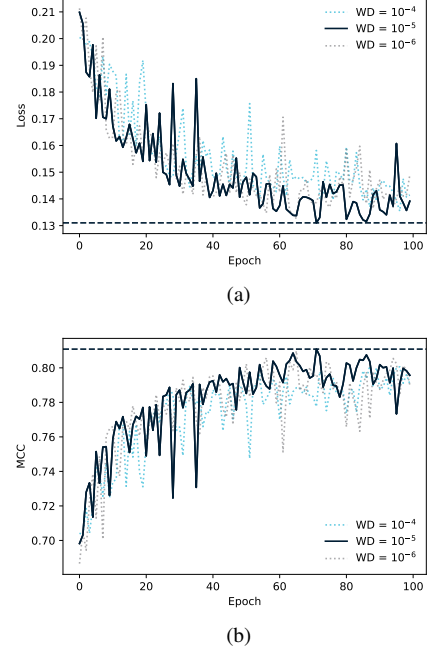 0.21
0.20
0.19
0.18
0.17
0.16
0.15
0.14
0.13
Loss
WD = 10⁻⁴
WD = 10⁻⁵
WD = 10⁻⁶
0 20 40 60 80 100
Epoch
(a)
0.80
0.78
0.76
0.74
0.72
0.70
MCC
WD = 10⁻⁴
WD = 10⁻⁵
WD = 10⁻⁶
0 20 40 60 80 100
Epoch
(b)